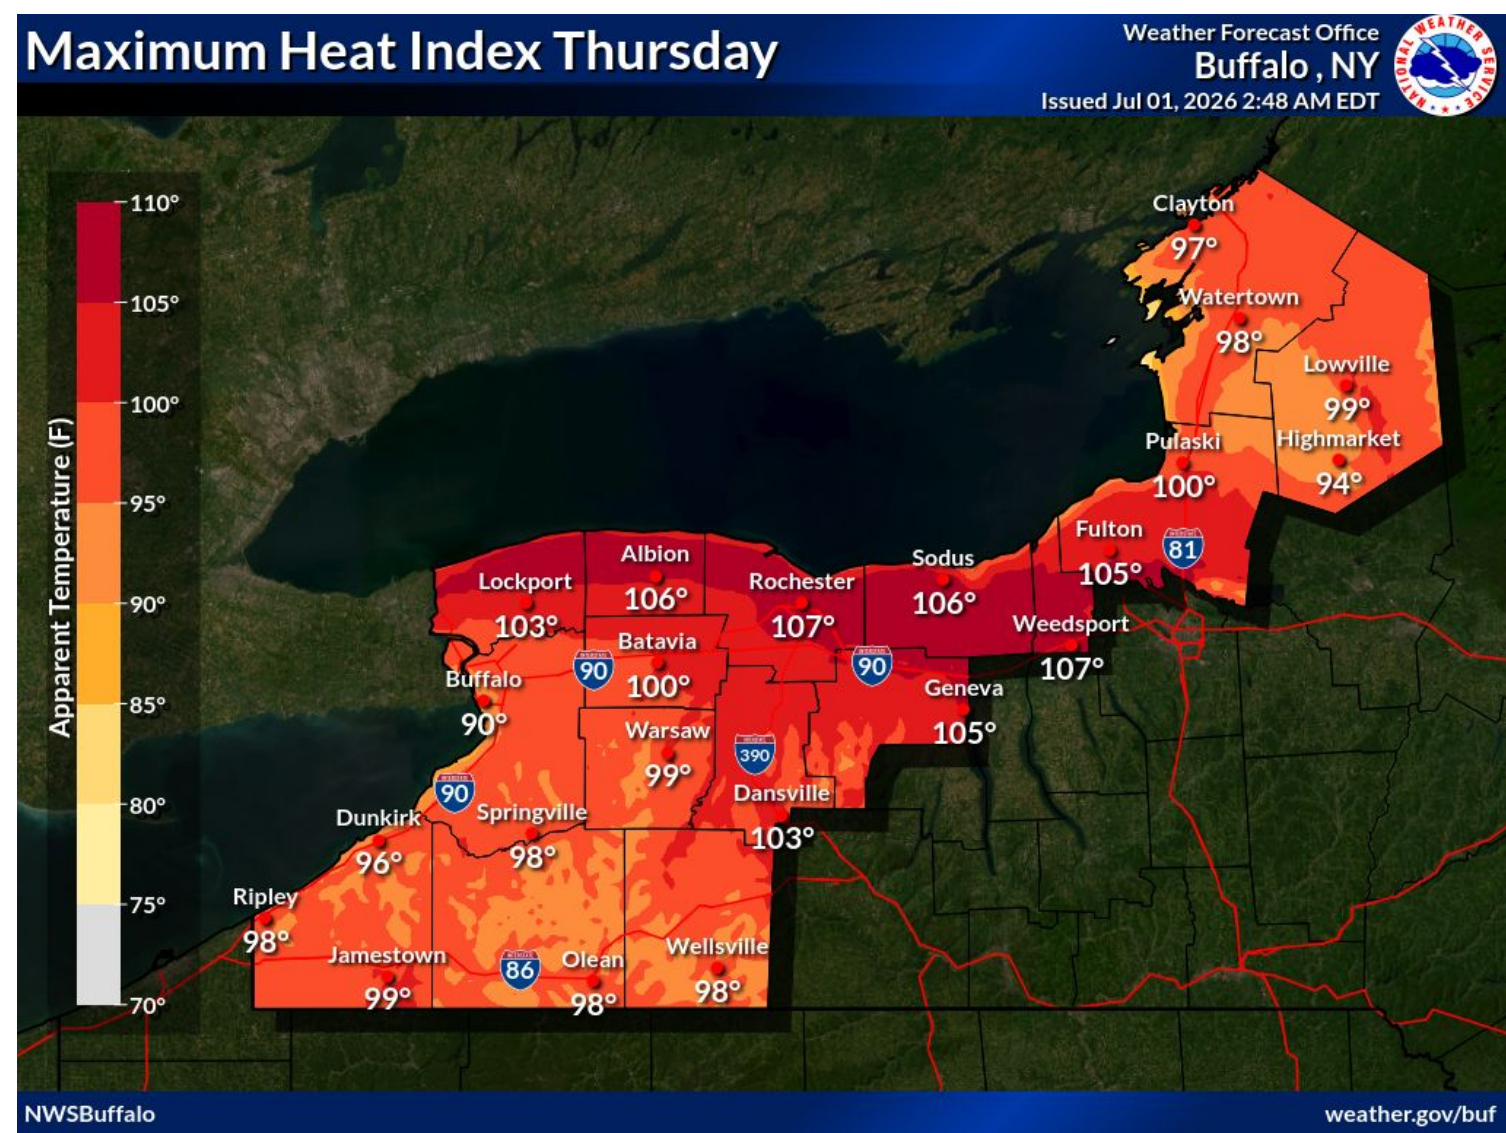 Maximum Heat Index Thursday
Weather Forecast Office
Buffalo , NY
Issued Jul 01, 2026 2:48 AM EDT
NATIONAL WEATHER SERVICE
Apparent Temperature (F)
110°
105°
100°
95°
90°
85°
80°
75°
70°
Clayton
97°
Watertown
98°
Lowville
99°
Highmarket
94°
Pulaski
100°
Fulton
81
105°
Albion
106°
Lockport
103°
Rochester
107°
Sodus
106°
Weedsport
107°
Batavia
90
100°
90
Buffalo
90°
Geneva
105°
Warsaw
99°
390
90
Dansville
103°
Springville
98°
Dunkirk
96°
Ripley
98°
Jamestown
99°
86
Olean
98°
Wellsville
98°
NWSBuffalo
weather.gov/buf